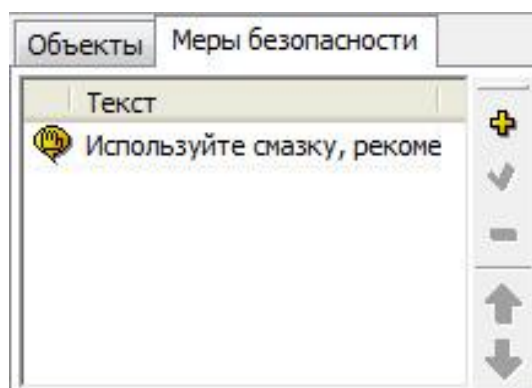 Объекты Меры безопасности
Текст
Используйте смазку, рекоме